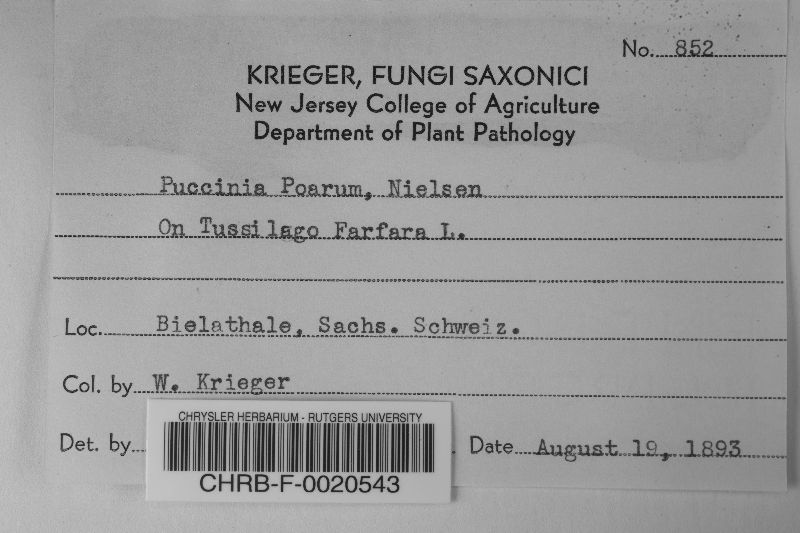 No. 852
KRIEGER, FUNGI SAXONICI
New Jersey College of Agriculture
Department of Plant Pathology
Puccinia Poarum, Nielsen
On Tussilago Farfara L.
Loc. Bielathale, Sachs. Schweiz.
Col. by W. Krieger
Det. by Date August 19, 1893
CHRYSLER HERBARIUM - RUTGERS UNIVERSITY
CHRB-F-0020543